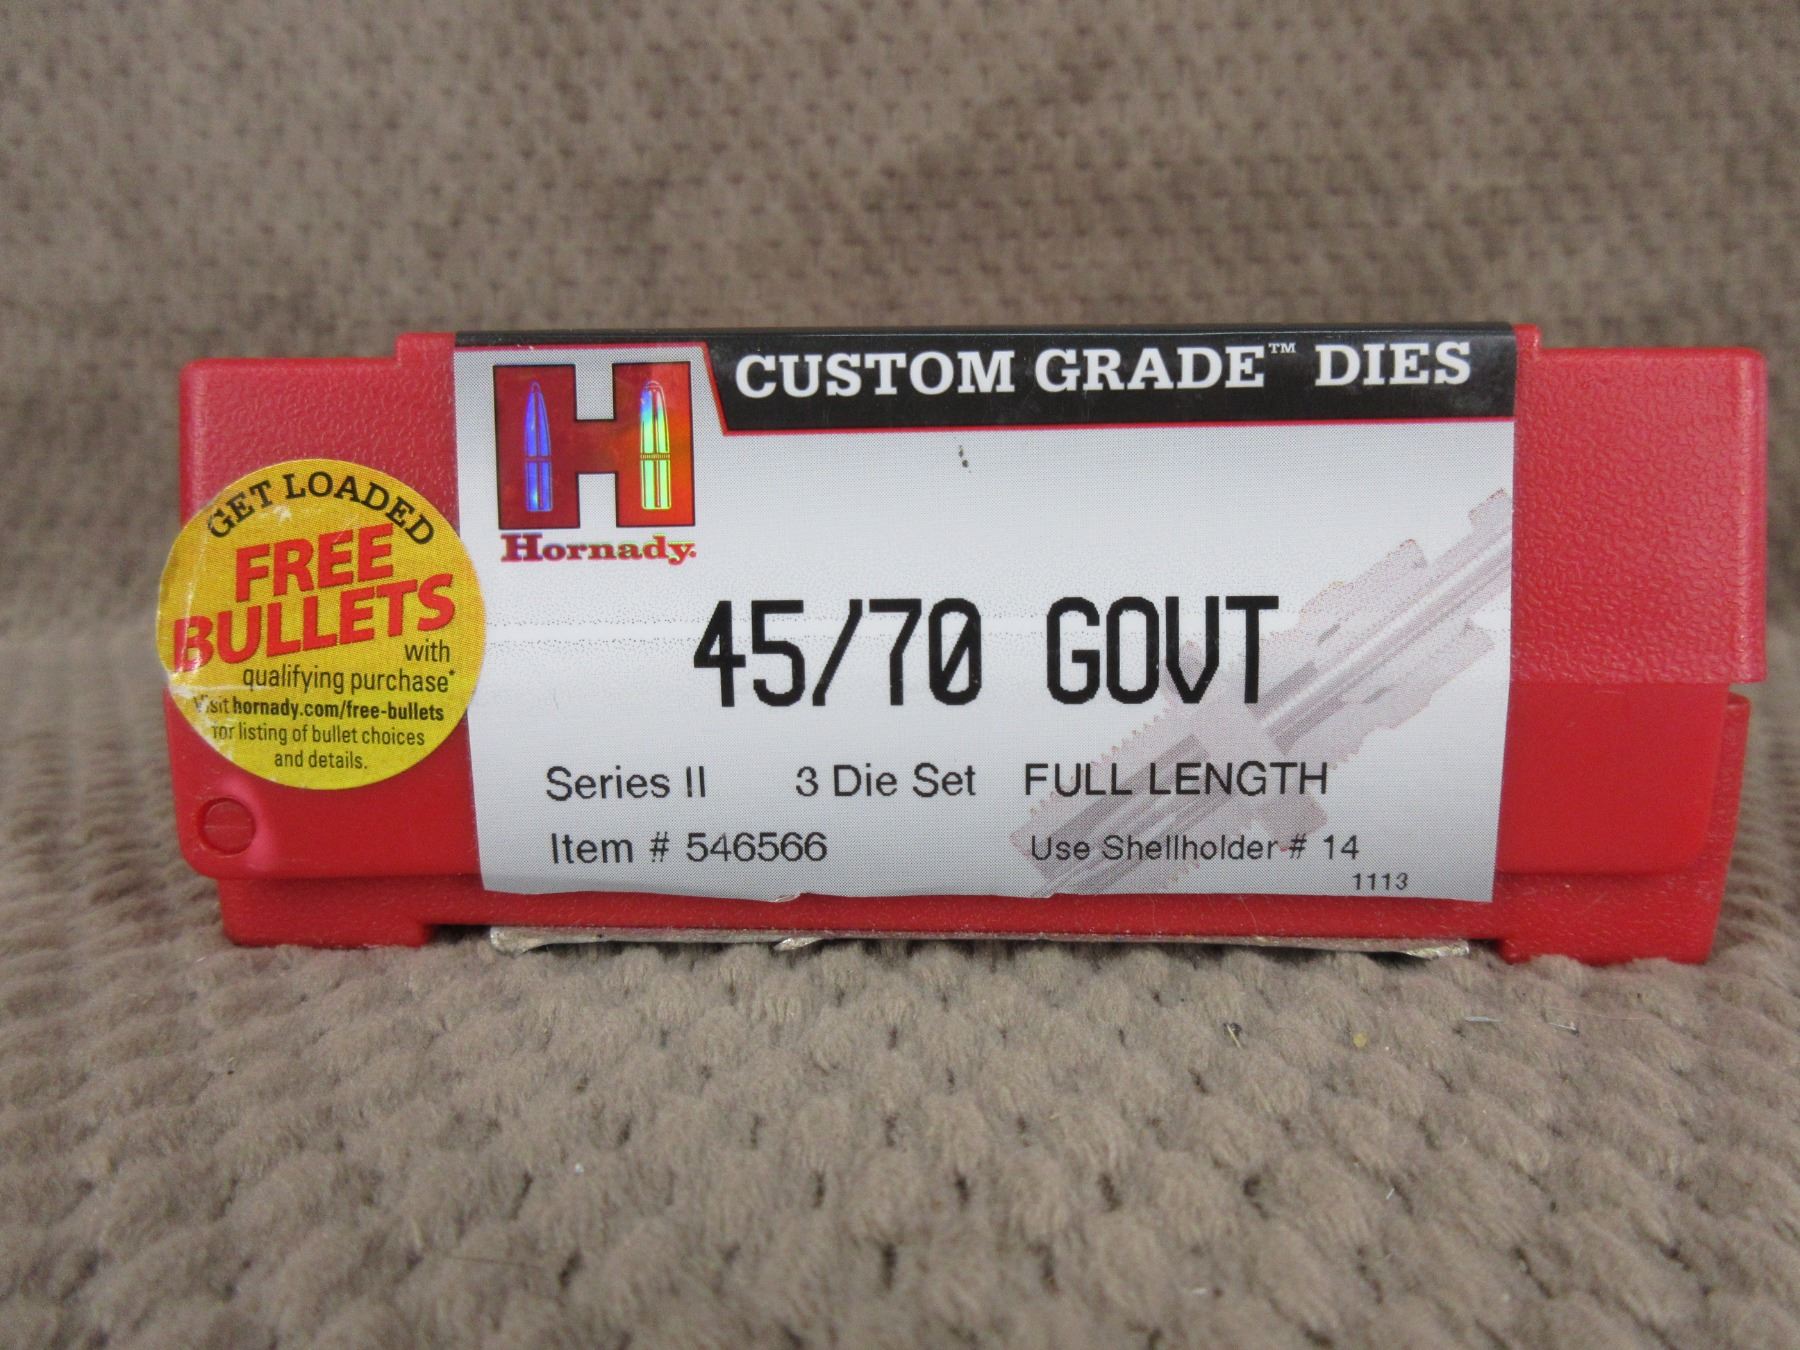 CUSTOM GRADE™ DIES
Hornady.
GET LOADED
FREE
BULLETS
with
qualifying purchase*
Visit hornady.com/free-bullets
for listing of bullet choices
and details.
45/70 GOVT
Series II 3 Die Set FULL LENGTH
Item # 546566 Use Shellholder # 14
1113